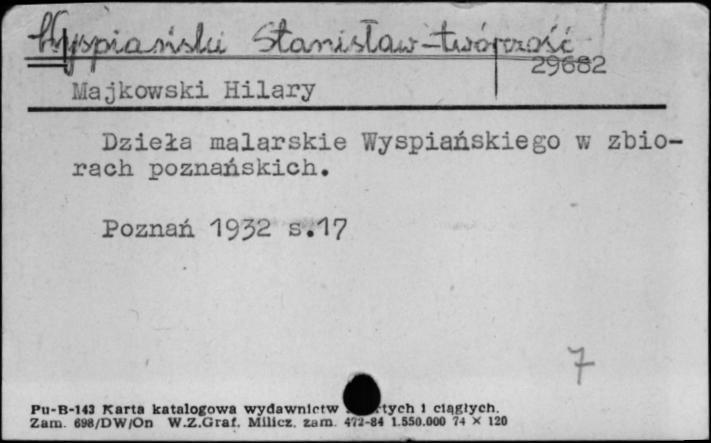 Wyspiański Stanisław-twórczość
29682
Majkowski Hilary
Dzieła malarskie Wyspiańskiego w zbio-
rach poznańskich.
Poznań 1932 s.17
7
Pu-B-143 Karta katalogowa wydawnictw i ciągłych.
Zam. 698/DW/On W.Z.Graf. Milicz, zam. 472-84 1.550.000 74 × 120